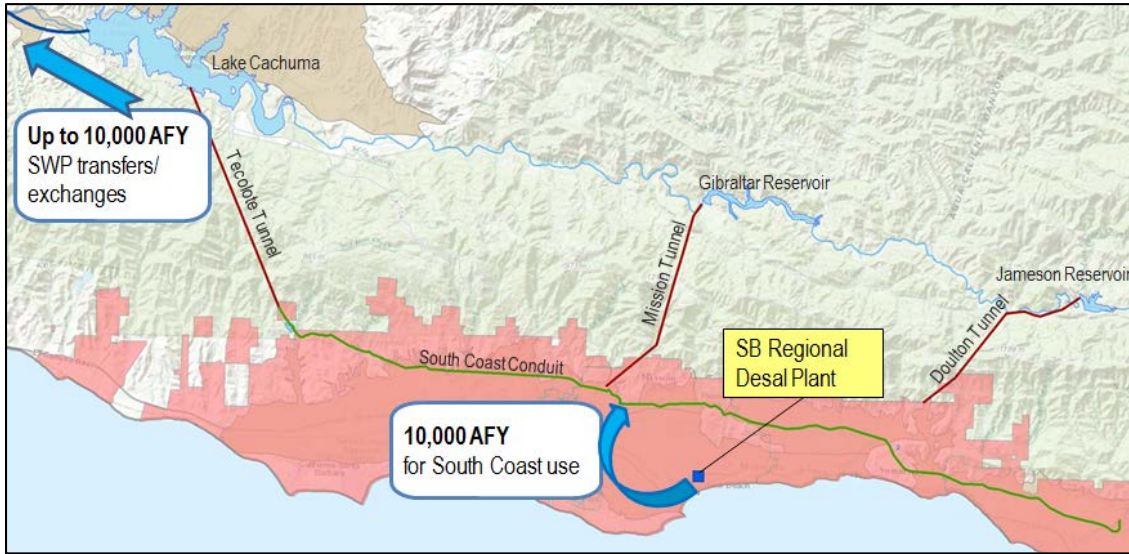 Lake Cachuma
Up to 10,000 AFY
SWP transfers/
exchanges
Tecolote Tunnel
Gibraltar Reservoir
Mission Tunnel
Jameson Reservoir
Doulton Tunnel
South Coast Conduit
SB Regional
Desal Plant
10,000 AFY
for South Coast use